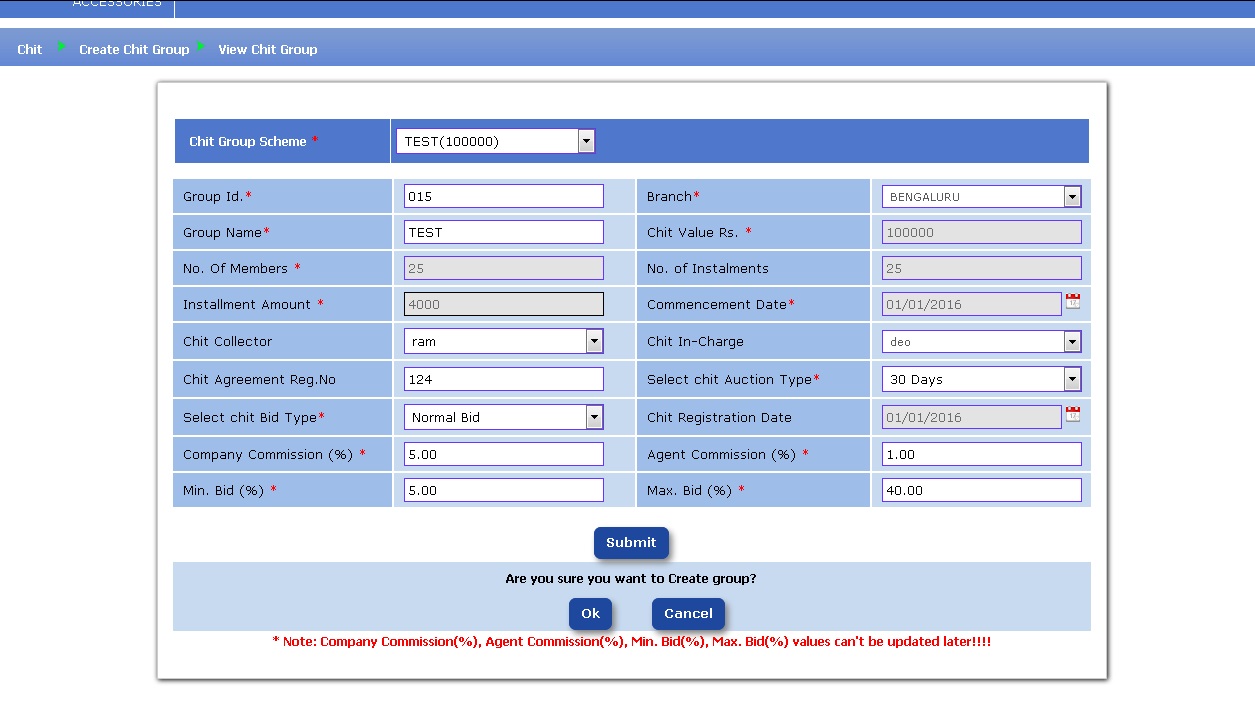 ACCESSORIES
Chit Create Chit Group View Chit Group
Chit Group Scheme * TEST(100000)
Group Id.* 015 Branch* BENGALURU
Group Name* TEST Chit Value Rs. * 100000
No. Of Members * 25 No. of Instalments 25
Installment Amount * 4000 Commencement Date* 01/01/2016
Chit Collector ram Chit In-Charge deo
Chit Agreement Reg.No 124 Select chit Auction Type* 30 Days
Select chit Bid Type* Normal Bid Chit Registration Date 01/01/2016
Company Commission (%) * 5.00 Agent Commission (%) * 1.00
Min. Bid (%) * 5.00 Max. Bid (%) * 40.00
Submit
Are you sure you want to Create group?
Ok Cancel
* Note: Company Commission(%), Agent Commission(%), Min. Bid(%), Max. Bid(%) values can't be updated later!!!!